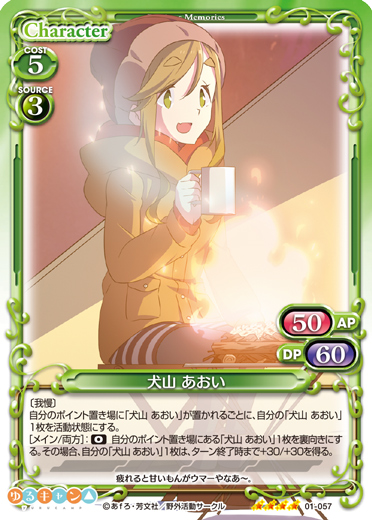 Memories
Character
COST
5
SOURCE
3
50 AP
DP 60
犬山 あおい
[我慢]
自分のポイント置き場に「犬山 あおい」が置かれるごとに、自分の「犬山 あおい」
1枚を活動状態にする。
[メイン/両方]: 自分のポイント置き場にある「犬山 あおい」1枚を裏向きに
する。その場合、自分の「犬山 あおい」1枚は、ターン終了時まで+30/+30を得る。
疲れると甘いもんがウマーやなあ~。
ゆるキャン△
©あfろ・芳文社/野外活動サークル
01-057